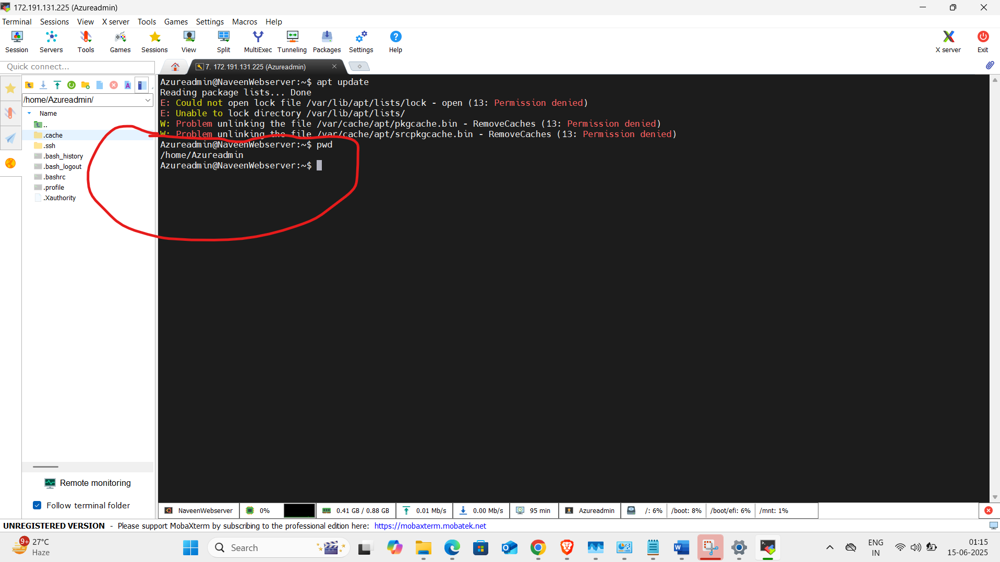 172.191.131.225 (Azureadmin)
Terminal Sessions View X server Tools Games Settings Macros Help
Session Servers Tools Games Sessions View Split MultiExec Tunneling Packages Settings Help X server Exit
Quick connect...
7. 172.191.131.225 (Azureadmin)
/home/Azureadmin/
Name
..
.cache
.ssh
.bash_history
.bash_logout
.bashrc
.profile
.Xauthority
Azureadmin@NaveenWebserver:~$ apt update
Reading package lists... Done
E: Could not open lock file /var/lib/apt/lists/lock - open (13: Permission denied)
E: Unable to lock directory /var/lib/apt/lists/
W: Problem unlinking the file /var/cache/apt/pkgcache.bin - RemoveCaches (13: Permission denied)
W: Problem unlinking the file /var/cache/apt/srcpkgcache.bin - RemoveCaches (13: Permission denied)
Azureadmin@NaveenWebserver:~$ pwd
/home/Azureadmin
Azureadmin@NaveenWebserver:~$
Remote monitoring
Follow terminal folder
NaveenWebserver 0% 0.41 GB / 0.88 GB 0.01 Mb/s 0.00 Mb/s 95 min Azureadmin /: 6% /boot: 8% /boot/efi: 6% /mnt: 1%
UNREGISTERED VERSION - Please support MobaXterm by subscribing to the professional edition here: https://mobaxterm.mobatek.net
9+
27°C
Haze
Search
ENG
IN
01:15
15-06-2025